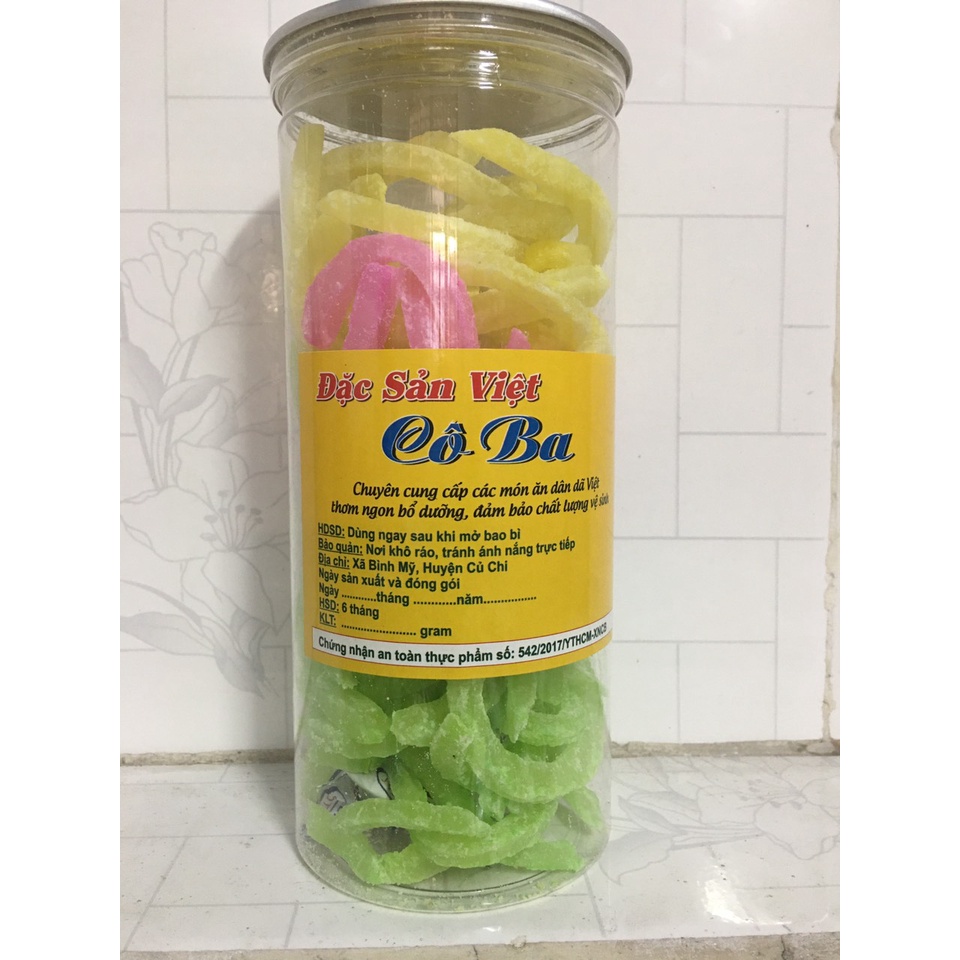 Đặc Sản Việt
Cô Ba
Chuyên cung cấp các món ăn dân dã Việt
thơm ngon bổ dưỡng, đảm bảo chất lượng vệ sinh
HDSD: Dùng ngay sau khi mở bao bì
Bảo quản: Nơi khô ráo, tránh ánh nắng trực tiếp
Địa chỉ: Xã Bình Mỹ, Huyện Củ Chi
Ngày sản xuất và đóng gói
Ngày ............tháng ............năm...............
HSD: 6 tháng
KLT: ......................... gram
Chứng nhận an toàn thực phẩm số: 542/2017/YTHCM-XNCB